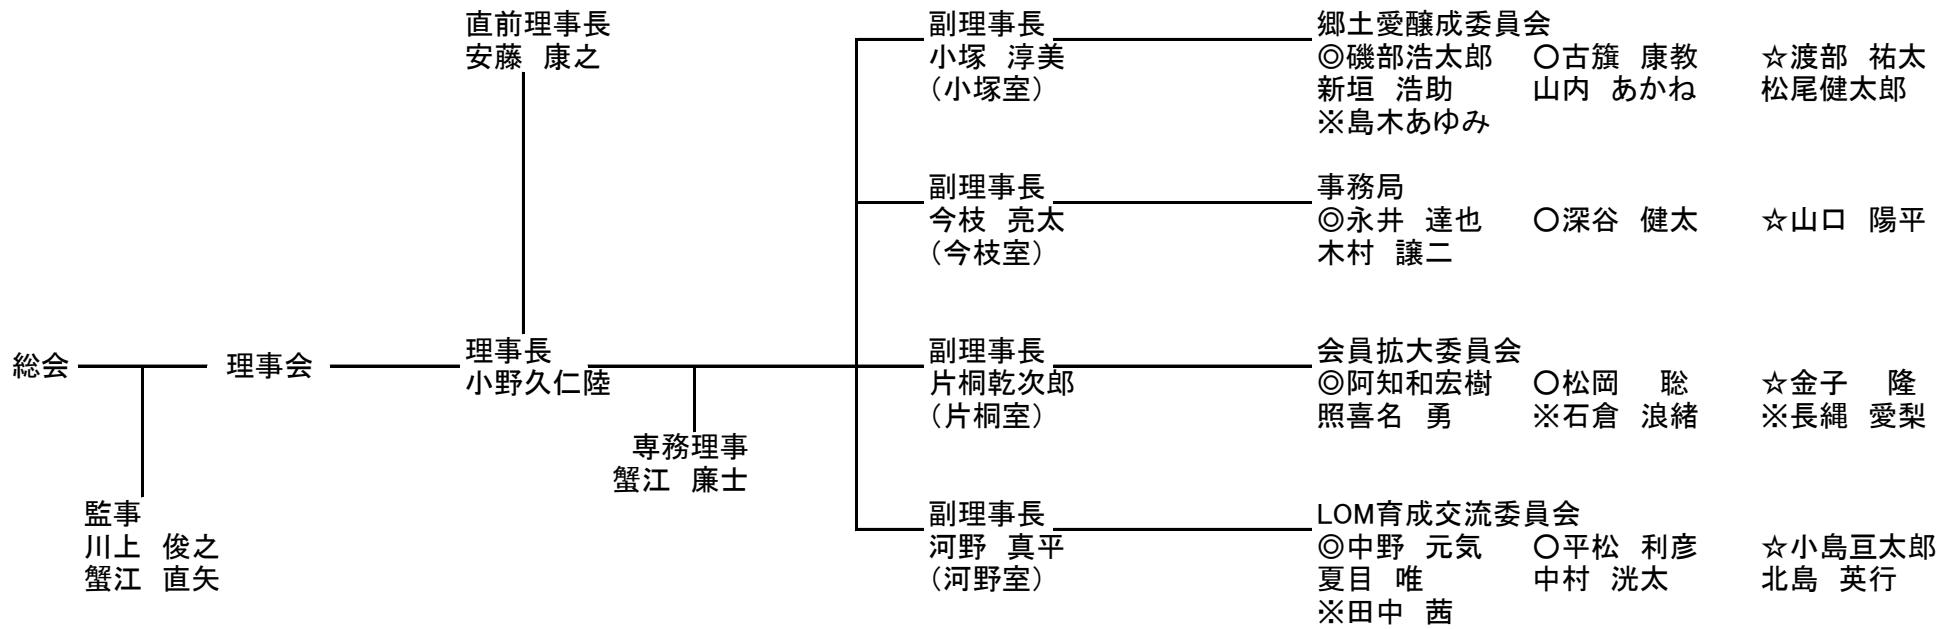 直前理事長
安藤　康之
副理事長
小塚　淳美
（小塚室）
郷土愛醸成委員会
◎磯部浩太郎　〇古籏　康教　☆渡部　祐太
新垣　浩助　山内　あかね　松尾健太郎
※島木あゆみ
副理事長
今枝　亮太
（今枝室）
事務局
◎永井　達也　〇深谷　健太　☆山口　陽平
木村　譲二
総会
理事会
理事長
小野久仁陸
副理事長
片桐乾次郎
（片桐室）
会員拡大委員会
◎阿知和宏樹　〇松岡　聡　☆金子　隆
照喜名　勇　※石倉　浪緒　※長縄　愛梨
専務理事
蟹江　廉士
監事
川上　俊之
蟹江　直矢
副理事長
河野　真平
（河野室）
LOM育成交流委員会
◎中野　元気　〇平松　利彦　☆小島亘太郎
夏目　唯　中村　洸太　北島　英行
※田中　茜